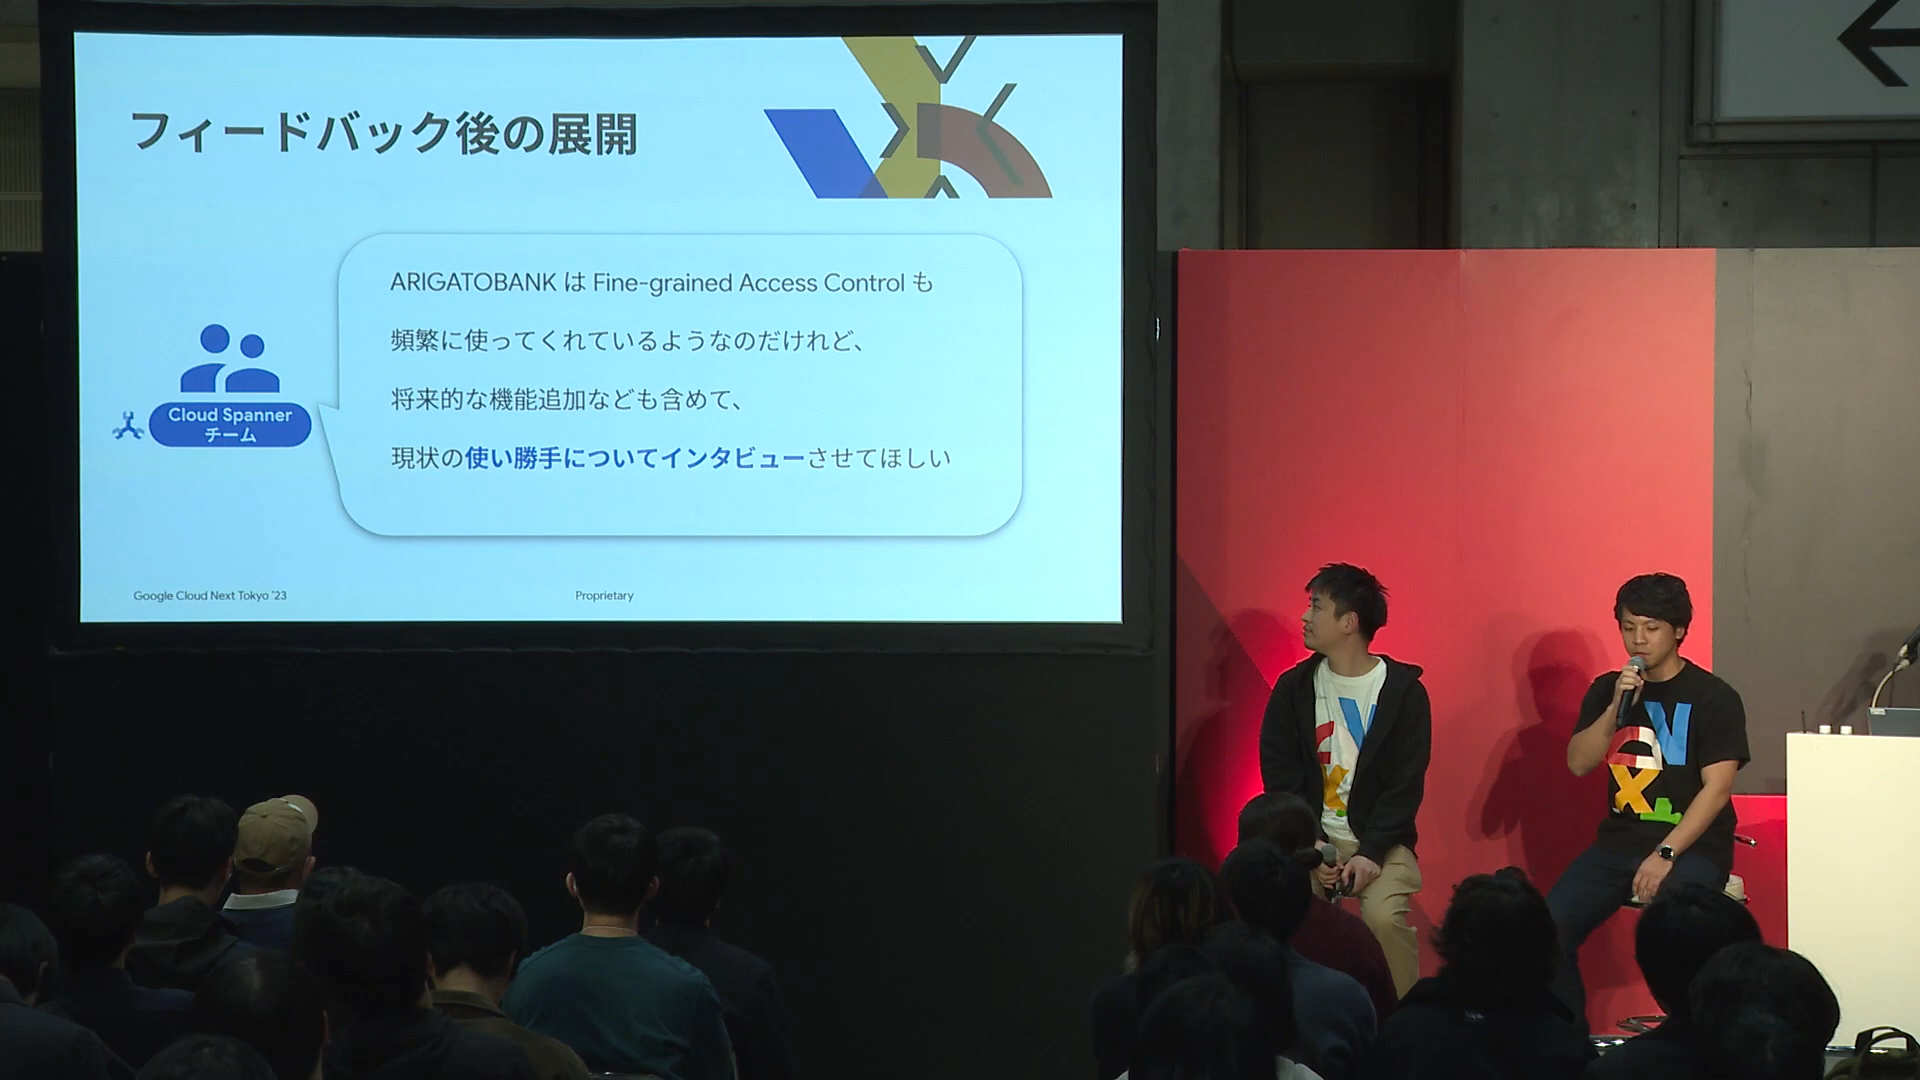 フィードバック後の展開
ARIGATOBANK は Fine-grained Access Control も
頻繁に使ってくれているようなのだけれど、
将来的な機能追加なども含めて、
現状の使い勝手についてインタビューさせてほしい
Cloud Spanner
チーム
Google Cloud Next Tokyo '23
Proprietary